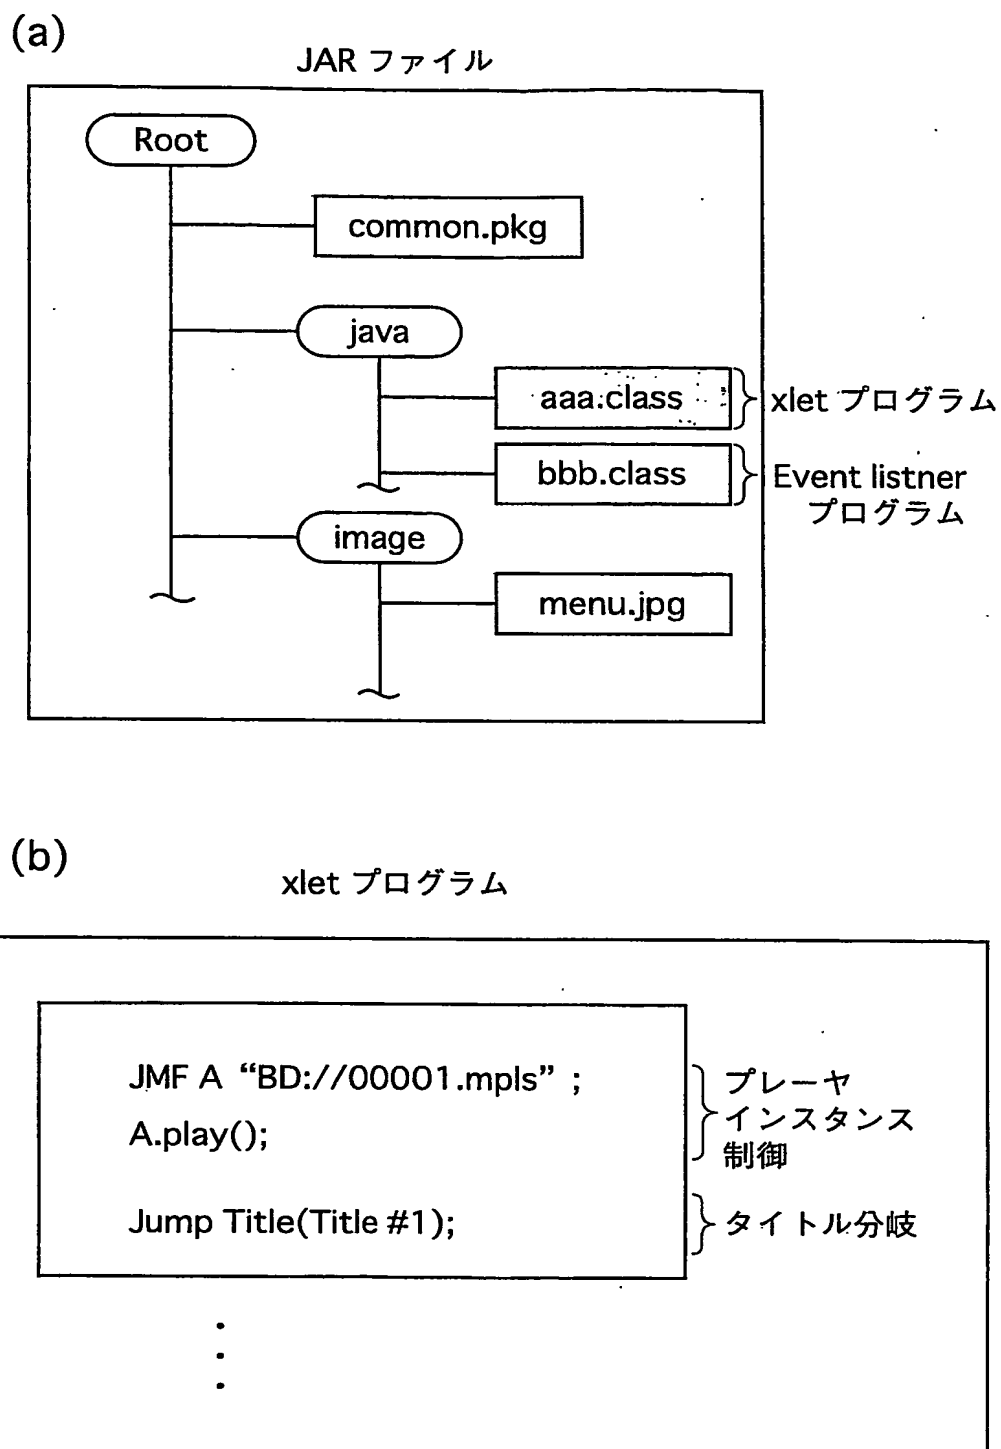 (a)
JAR ファイル
Root
common.pkg
java
aaa.class
xlet プログラム
bbb.class
Event listner
プログラム
image
menu.jpg
(b)
xlet プログラム
JMF A “BD://00001.mpls” ;
A.play();
プレーヤ
インスタンス
制御
Jump Title(Title #1);
タイトル分岐